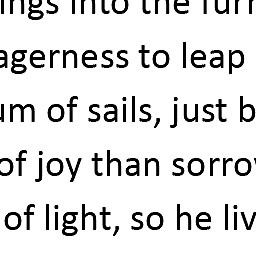 ings into the furn
agerness to leap
um of sails, just b
of joy than sorrow
of light, so he liv